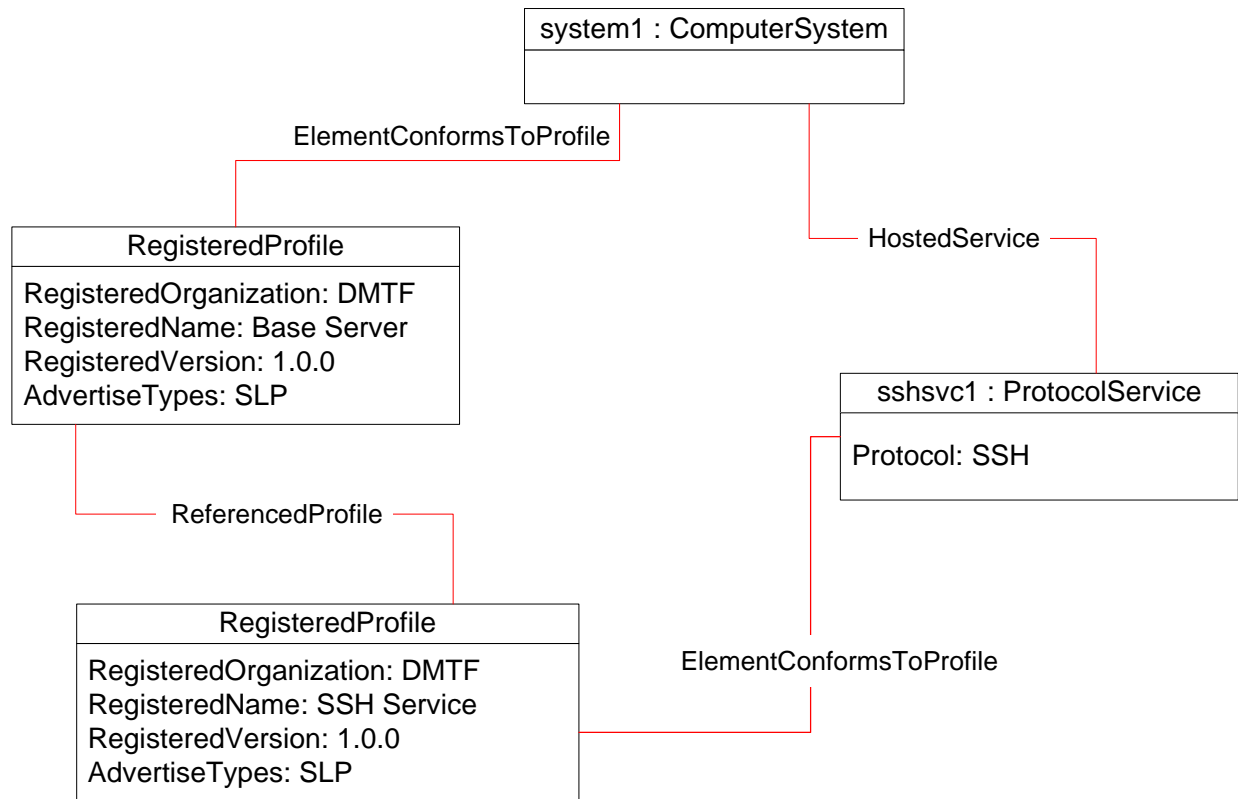 system1 : ComputerSystem
ElementConformsToProfile
RegisteredProfile
RegisteredOrganization: DMTF
RegisteredName: Base Server
RegisteredVersion: 1.0.0
AdvertiseTypes: SLP
HostedService
sshsvc1 : ProtocolService
Protocol: SSH
ReferencedProfile
RegisteredProfile
RegisteredOrganization: DMTF
RegisteredName: SSH Service
RegisteredVersion: 1.0.0
AdvertiseTypes: SLP
ElementConformsToProfile